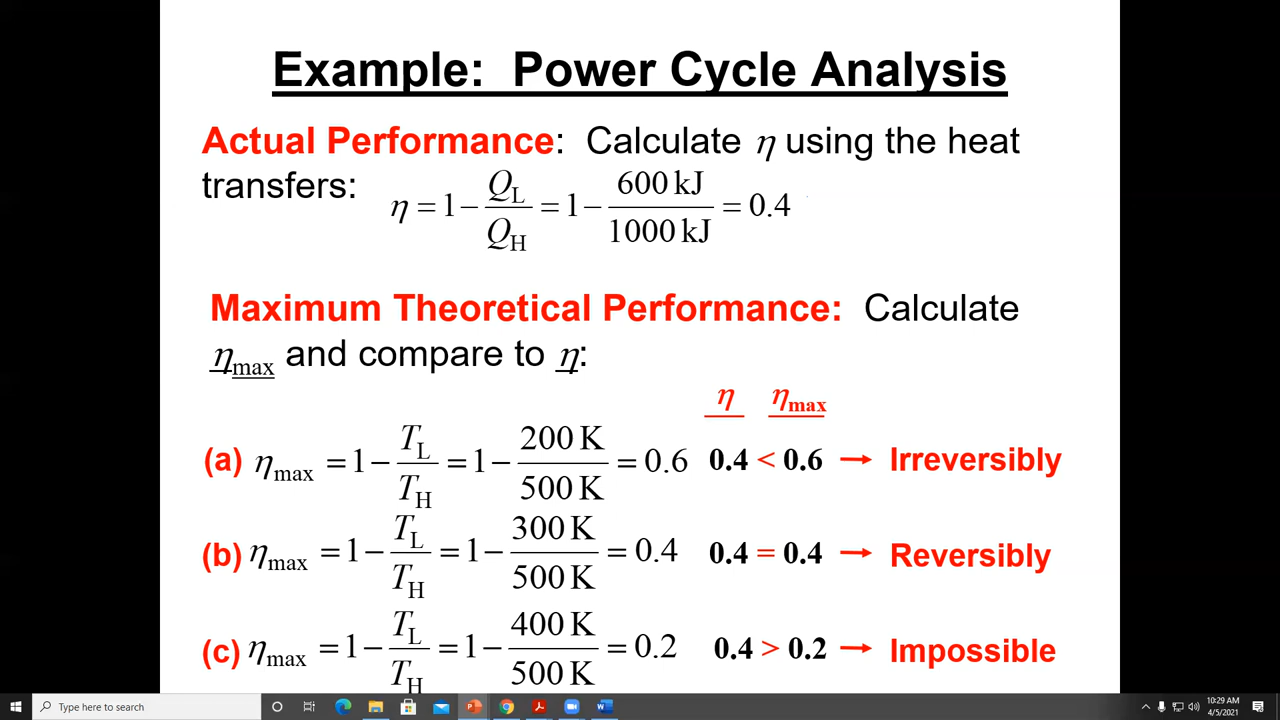 Example: Power Cycle Analysis
Actual Performance: Calculate η using the heat
transfers: η = 1 − Q_L/Q_H = 1 − 600 kJ/1000 kJ = 0.4
Maximum Theoretical Performance: Calculate
η_max and compare to η:
η η_max
(a) η_max = 1 − T_L/T_H = 1 − 200 K/500 K = 0.6 0.4 < 0.6 → Irreversibly
(b) η_max = 1 − T_L/T_H = 1 − 300 K/500 K = 0.4 0.4 = 0.4 → Reversibly
(c) η_max = 1 − T_L/T_H = 1 − 400 K/500 K = 0.2 0.4 > 0.2 → Impossible
Type here to search
10:29 AM
4/5/2021